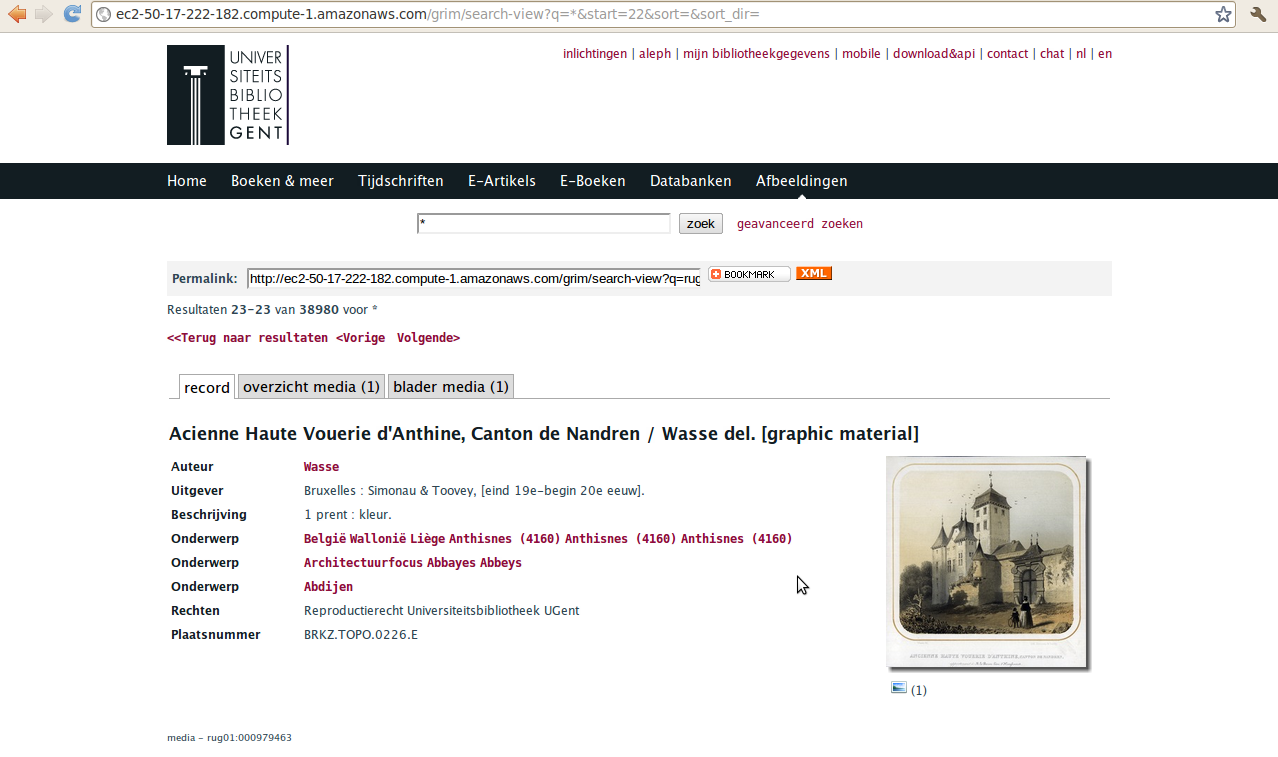 ec2-50-17-222-182.compute-1.amazonaws.com/grim/search-view?q=*&start=22&sort=&sort_dir=
UNIVER
SITEITS
BIBLIO
THEEK
GENT
inlichtingen | aleph | mijn bibliotheekgegevens | mobile | download&api | contact | chat | nl | en
Home Boeken & meer Tijdschriften E-Artikels E-Boeken Databanken Afbeeldingen
* zoek geavanceerd zoeken
Permalink: http://ec2-50-17-222-182.compute-1.amazonaws.com/grim/search-view?q=rug BOOKMARK XML
Resultaten 23-23 van 38980 voor *
<<Terug naar resultaten <Vorige Volgende>
record overzicht media (1) blader media (1)
Acienne Haute Vouerie d'Anthine, Canton de Nandren / Wasse del. [graphic material]
Auteur Wasse
Uitgever Bruxelles : Simonau & Toovey, [eind 19e-begin 20e eeuw].
Beschrijving 1 prent : kleur.
Onderwerp België Wallonië Liège Anthisnes (4160) Anthisnes (4160) Anthisnes (4160)
Onderwerp Architectuurfocus Abbayes Abbeys
Onderwerp Abdijen
Rechten Reproductierecht Universiteitsbibliotheek UGent
Plaatsnummer BRKZ.TOPO.0226.E
ANCIENNE HAUTE VOUERIE D'ANTHINE,
(1)
media - rug01:000979463